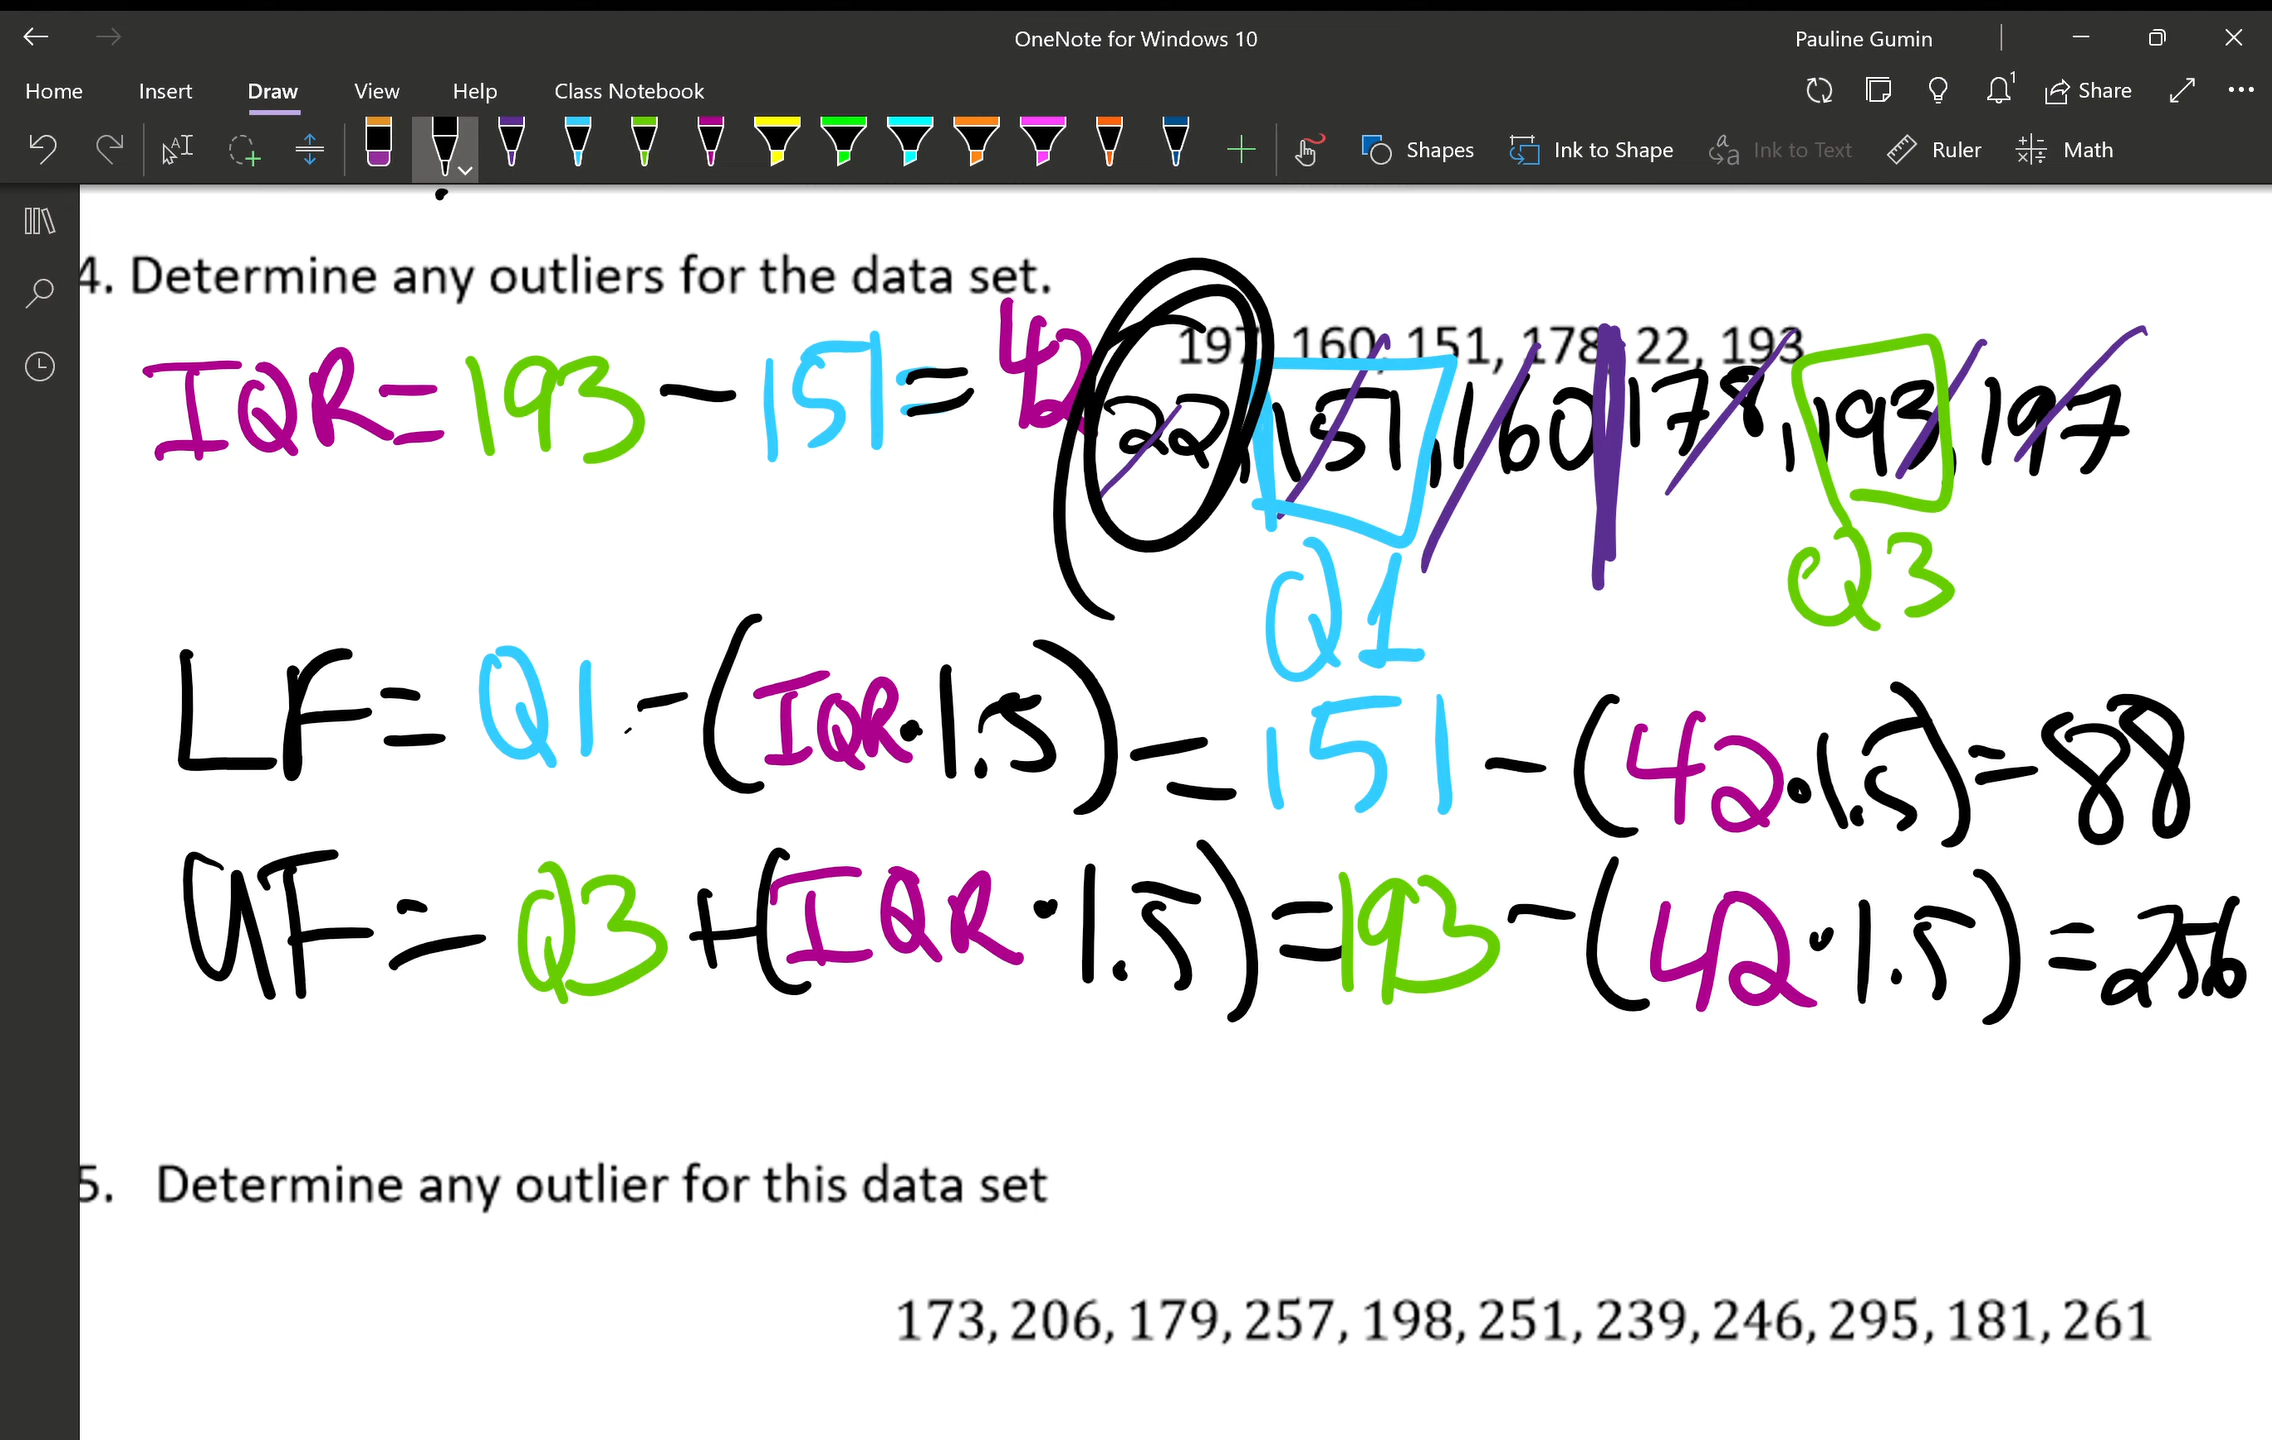 OneNote for Windows 10
Pauline Gumin
Home Insert Draw View Help Class Notebook
1 Share
Shapes Ink to Shape Ink to Text Ruler Math
4. Determine any outliers for the data set.
197, 160, 151, 178, 22, 193
IQR = 193 - 151 = 42
22, 151, 160 178, 193, 197
Q1 Q3
LF = Q1 - (IQR · 1.5) = 151 - (42 · 1.5) = 88
UF = Q3 + (IQR · 1.5) = 193 - (42 · 1.5) = 256
5. Determine any outlier for this data set
173, 206, 179, 257, 198, 251, 239, 246, 295, 181, 261